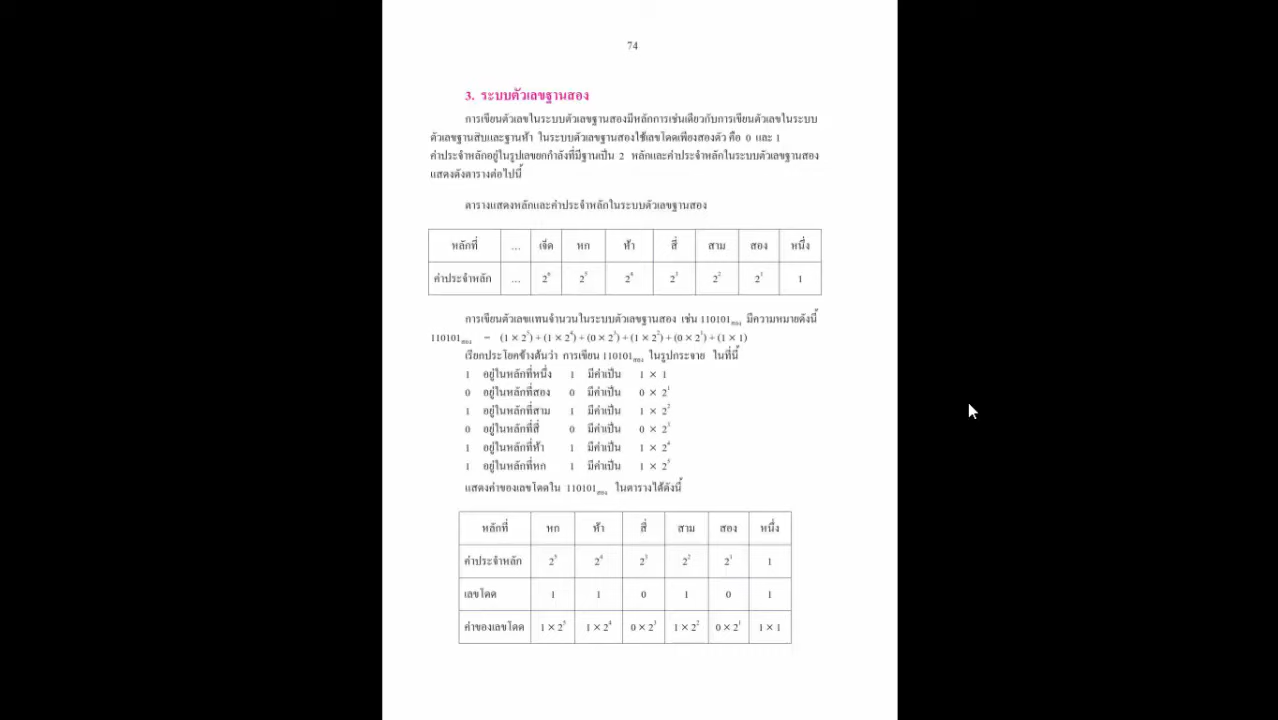 74
3. ระบบตัวเลขฐานสอง
การเขียนตัวเลขในระบบตัวเลขฐานสองมีหลักการเช่นเดียวกับการเขียนตัวเลขในระบบ
ตัวเลขฐานสิบและฐานห้า ในระบบตัวเลขฐานสองใช้เลขโดดเพียงสองตัว คือ 0 และ 1
ค่าประจำหลักอยู่ในรูปเลขยกกำลังที่มีฐานเป็น 2 หลักและค่าประจำหลักในระบบตัวเลขฐานสอง
แสดงดังตารางต่อไปนี้
ตารางแสดงหลักและค่าประจำหลักในระบบตัวเลขฐานสอง
หลักที่ ... เจ็ด หก ห้า สี่ สาม สอง หนึ่ง
ค่าประจำหลัก ... 2⁶ 2⁵ 2⁴ 2³ 2² 2¹ 1
การเขียนตัวเลขแทนจำนวนในระบบตัวเลขฐานสอง เช่น 110101สอง มีความหมายดังนี้
110101สอง = (1 × 2⁵) + (1 × 2⁴) + (0 × 2³) + (1 × 2²) + (0 × 2¹) + (1 × 1)
เรียกประโยคข้างต้นว่า การเขียน 110101สอง ในรูปกระจาย ในที่นี้
1 อยู่ในหลักที่หนึ่ง 1 มีค่าเป็น 1 × 1
0 อยู่ในหลักที่สอง 0 มีค่าเป็น 0 × 2¹
1 อยู่ในหลักที่สาม 1 มีค่าเป็น 1 × 2²
0 อยู่ในหลักที่สี่ 0 มีค่าเป็น 0 × 2³
1 อยู่ในหลักที่ห้า 1 มีค่าเป็น 1 × 2⁴
1 อยู่ในหลักที่หก 1 มีค่าเป็น 1 × 2⁵
แสดงค่าของเลขโดดใน 110101สอง ในตารางได้ดังนี้
หลักที่ หก ห้า สี่ สาม สอง หนึ่ง
ค่าประจำหลัก 2⁵ 2⁴ 2³ 2² 2¹ 1
เลขโดด 1 1 0 1 0 1
ค่าของเลขโดด 1 × 2⁵ 1 × 2⁴ 0 × 2³ 1 × 2² 0 × 2¹ 1 × 1